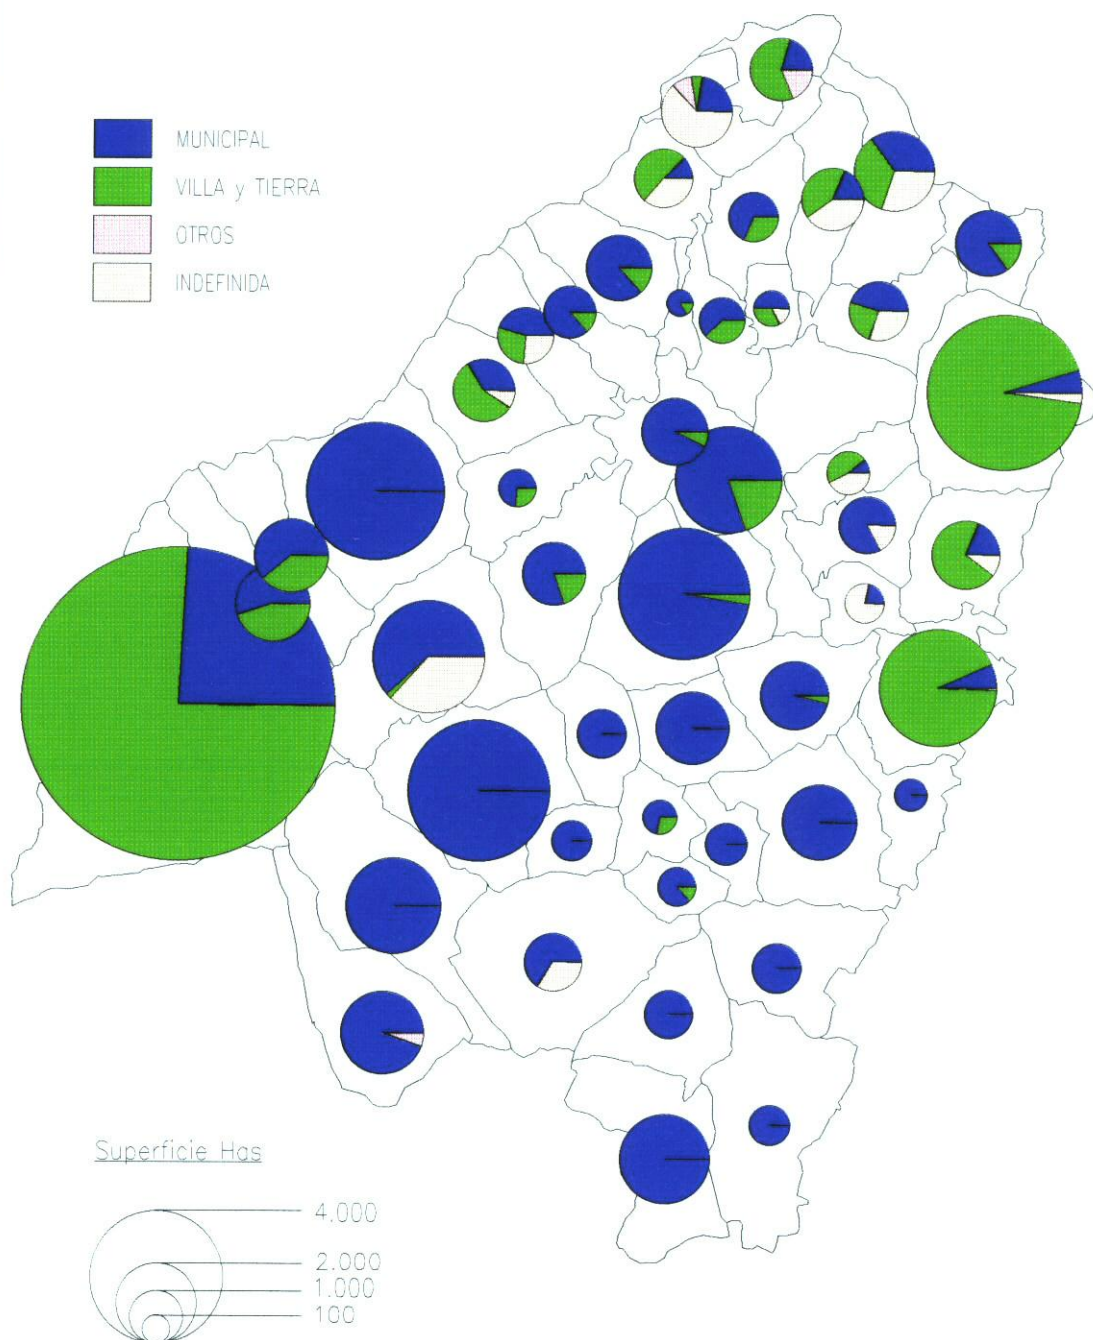 MUNICIPAL
VILLA y TIERRA
OTROS
INDEFINIDA
Superficie Has
4.000
2.000
1.000
100